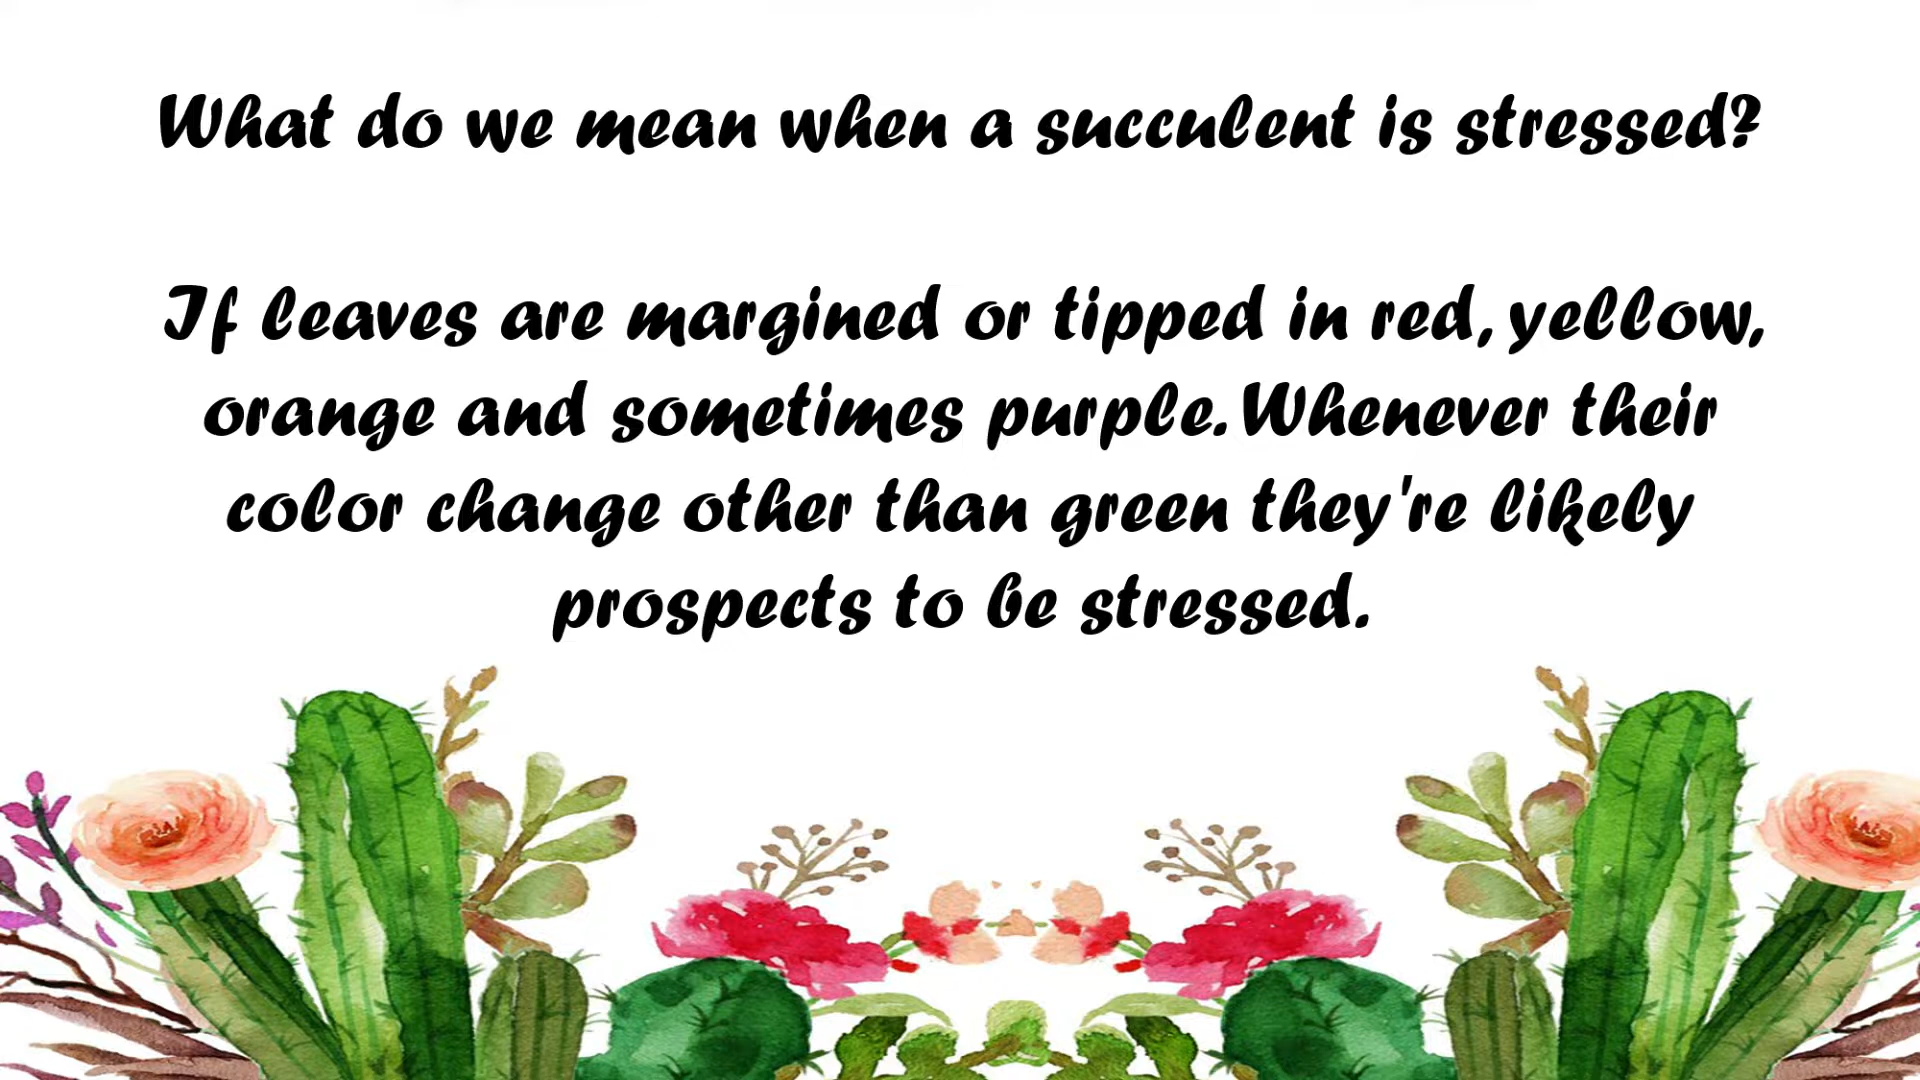 What do we mean when a succulent is stressed?
If leaves are margined or tipped in red, yellow,
orange and sometimes purple. Whenever their
color change other than green they're likely
prospects to be stressed.